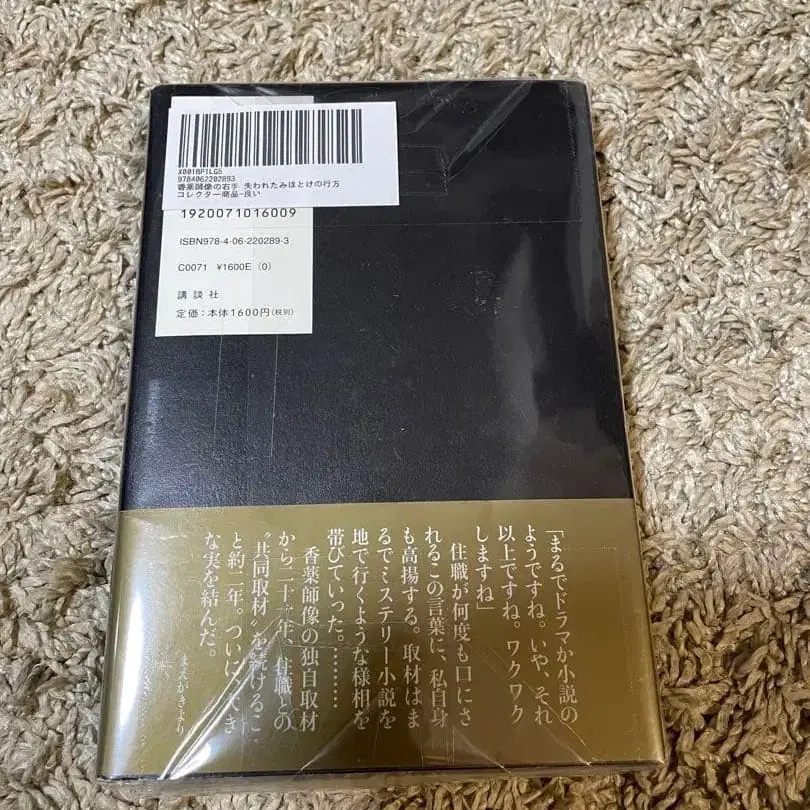 X001BP1LG5
9784062202893
香薬師像の右手 失われたみほとけの行方
コレクター商品-良い
1920071016009
ISBN978-4-06-220289-3
C0071 ¥1600E (0)
講談社
定価：本体1600円(税別)
「まるでドラマか小説の
ようですね。いや、それ
以上ですね。ワクワク
しますね」
住職が何度も口にさ
れるこの言葉に、私自身
も高揚する。取材はま
るでミステリー小説を
地で行くような様相を
帯びていった。………
香薬師像の独自取材
から二十一年、住職との
〝共同取材〟を続けるこ
と約二年。ついに、大き
な実を結んだ。
まえがきより